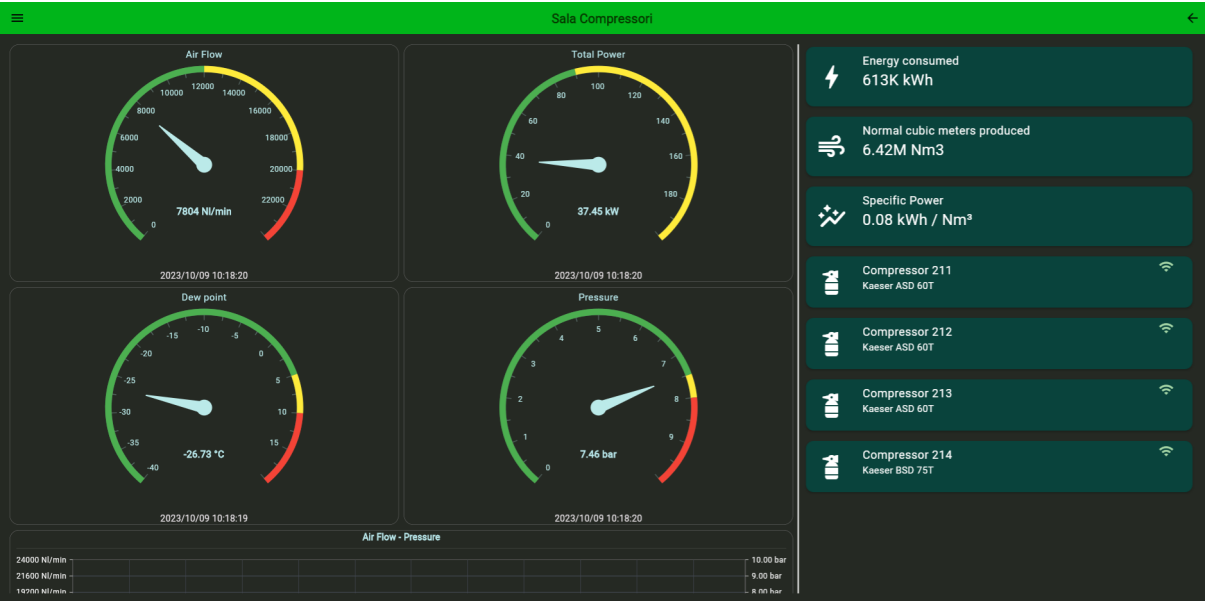 Sala Compressori
Air Flow
0
2000
4000
6000
8000
10000
12000
14000
16000
18000
20000
22000
7804 Nl/min
2023/10/09 10:18:20
Total Power
0
20
40
60
80
100
120
140
160
180
37.45 kW
2023/10/09 10:18:20
Dew point
-40
-35
-30
-25
-20
-15
-10
-5
0
5
10
15
-26.73 °C
2023/10/09 10:18:19
Pressure
0
1
2
3
4
5
6
7
8
9
7.46 bar
2023/10/09 10:18:20
Air Flow - Pressure
24000 Nl/min
10.00 bar
21600 Nl/min
9.00 bar
19200 Nl/min
8.00 bar
Energy consumed
613K kWh
Normal cubic meters produced
6.42M Nm3
Specific Power
0.08 kWh / Nm³
Compressor 211
Kaeser ASD 60T
Compressor 212
Kaeser ASD 60T
Compressor 213
Kaeser ASD 60T
Compressor 214
Kaeser BSD 75T